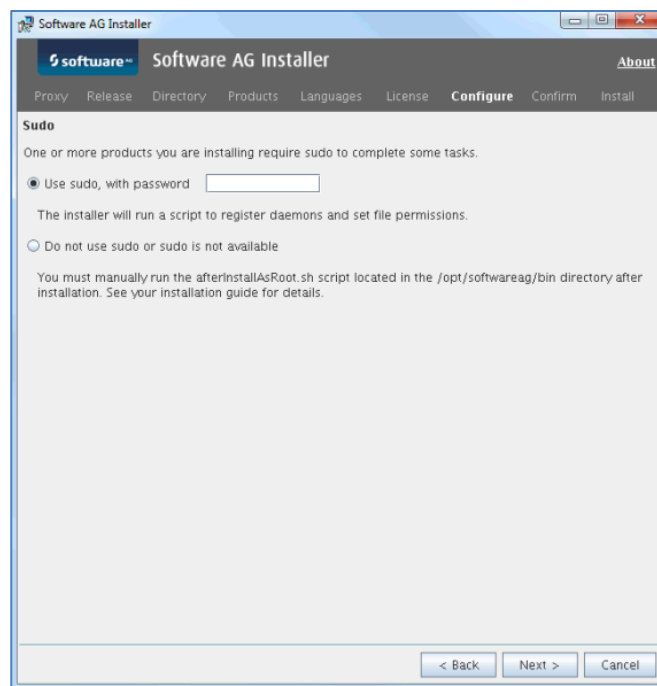 Software AG Installer
software AG Software AG Installer About
Proxy Release Directory Products Languages License Configure Confirm Install
Sudo
One or more products you are installing require sudo to complete some tasks.
Use sudo, with password
The installer will run a script to register daemons and set file permissions.
Do not use sudo or sudo is not available
You must manually run the afterInstallAsRoot.sh script located in the /opt/softwareag/bin directory after
installation. See your installation guide for details.
< Back Next > Cancel